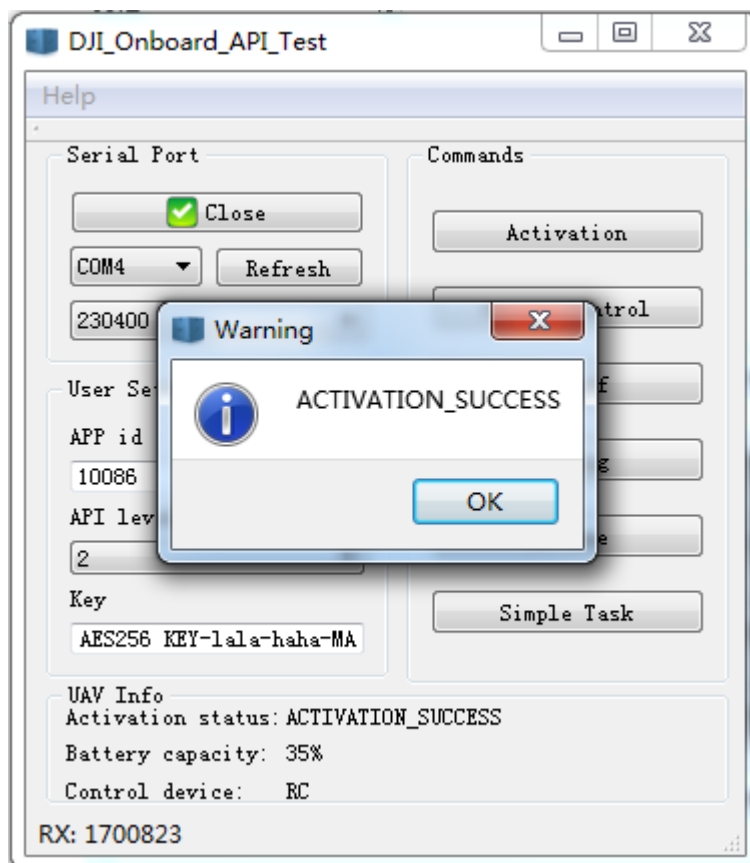 DJI_Onboard_API_Test
Help
Serial Port
Close
COM4
Refresh
230400
User Se
APP id
10086
API lev
2
Key
AES256 KEY-lala-haha-MA
Commands
Activation
trol
f
g
e
Simple Task
Warning
ACTIVATION_SUCCESS
OK
UAV Info
Activation status: ACTIVATION_SUCCESS
Battery capacity: 35%
Control device: RC
RX: 1700823